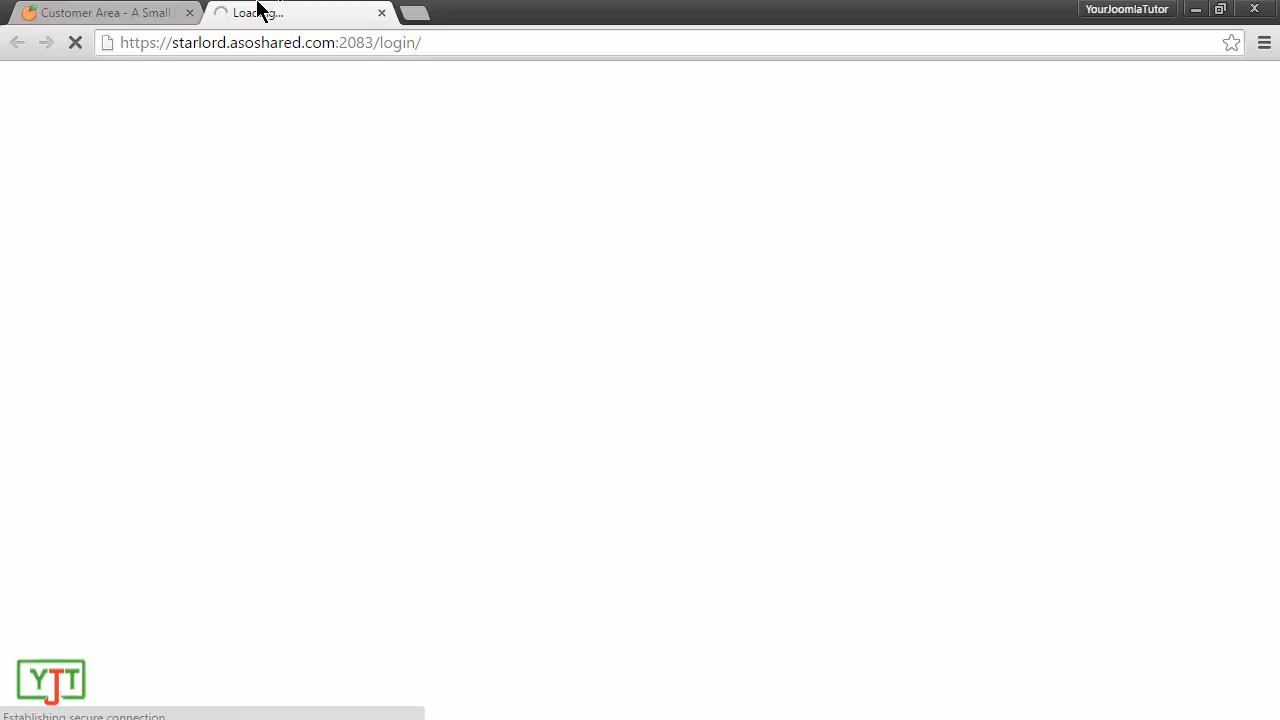 Customer Area - A Small
YourJoomlaTutor
https://starlord.asoshared.com:2083/login/
YJT
Establishing secure connection